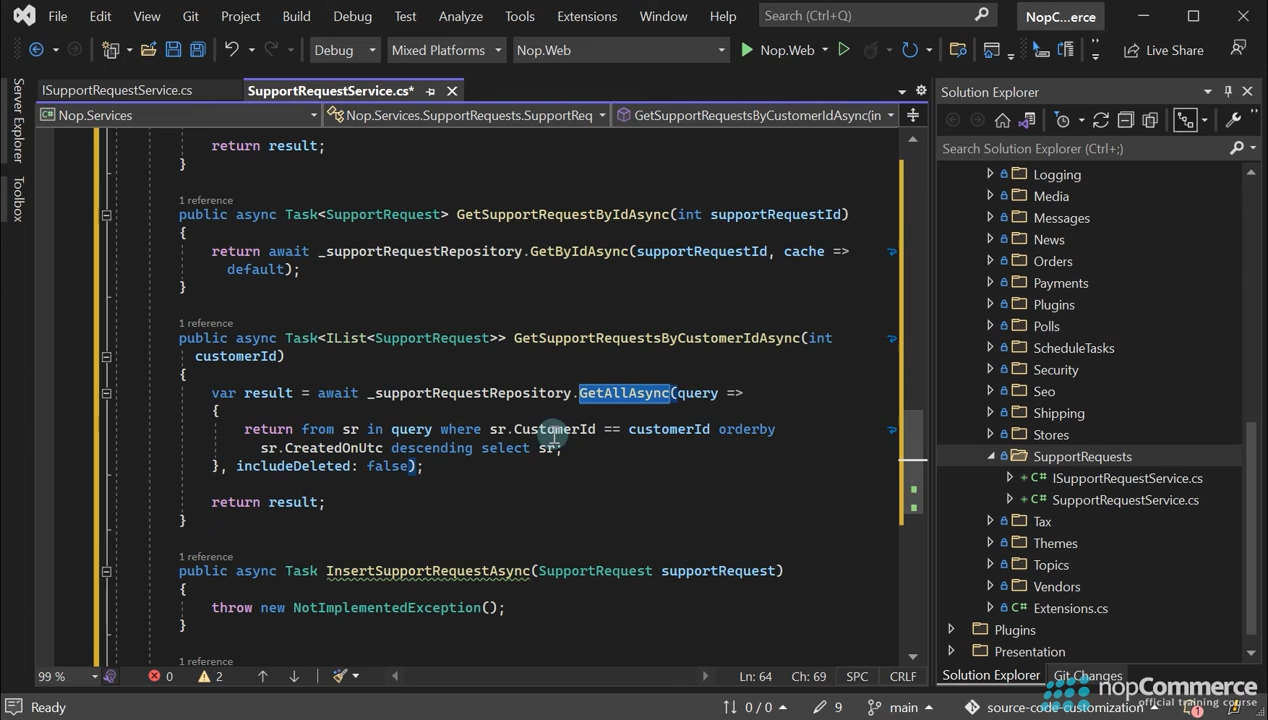 File Edit View Git Project Build Debug Test Analyze Tools Extensions Window Help Search (Ctrl+Q) NopC...erce
Debug Mixed Platforms Nop.Web Nop.Web Live Share
ISupportRequestService.cs SupportRequestService.cs*
Nop.Services Nop.Services.SupportRequests.SupportReq GetSupportRequestsByCustomerIdAsync(in
Server Explorer
Toolbox
return result;
}
1 reference
public async Task<SupportRequest> GetSupportRequestByIdAsync(int supportRequestId)
{
return await _supportRequestRepository.GetByIdAsync(supportRequestId, cache =>
default);
}
1 reference
public async Task<IList<SupportRequest>> GetSupportRequestsByCustomerIdAsync(int
customerId)
{
var result = await _supportRequestRepository.GetAllAsync(query =>
{
return from sr in query where sr.CustomerId == customerId orderby
sr.CreatedOnUtc descending select sr;
}, includeDeleted: false);
return result;
}
1 reference
public async Task InsertSupportRequestAsync(SupportRequest supportRequest)
{
throw new NotImplementedException();
}
1 reference
99 % 0 2 Ln: 64 Ch: 69 SPC CRLF
Solution Explorer
Search Solution Explorer (Ctrl+;)
Logging
Media
Messages
News
Orders
Payments
Plugins
Polls
ScheduleTasks
Security
Seo
Shipping
Stores
SupportRequests
ISupportRequestService.cs
SupportRequestService.cs
Tax
Themes
Topics
Vendors
Extensions.cs
Plugins
Presentation
Solution Explorer Git Changes
nopCommerce
official training course
Ready 0 / 0 9 main source-code-customization 1